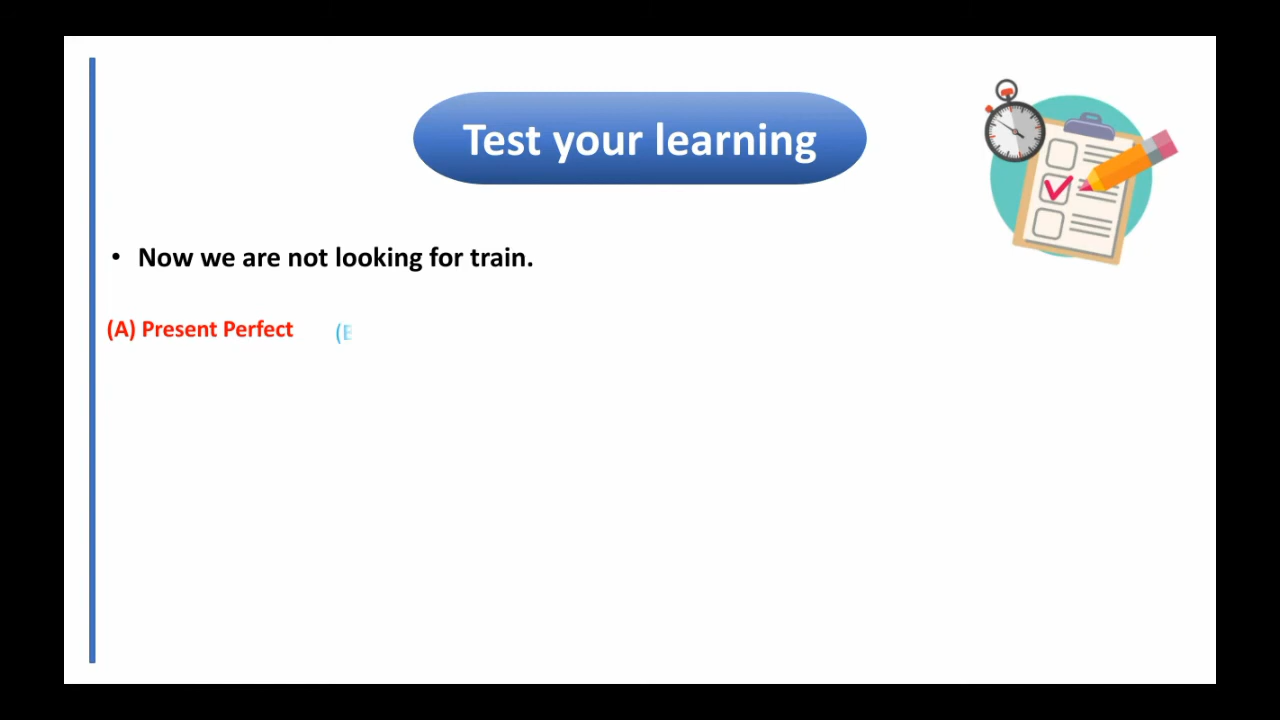 Test your learning
• Now we are not looking for train.
(A) Present Perfect (B